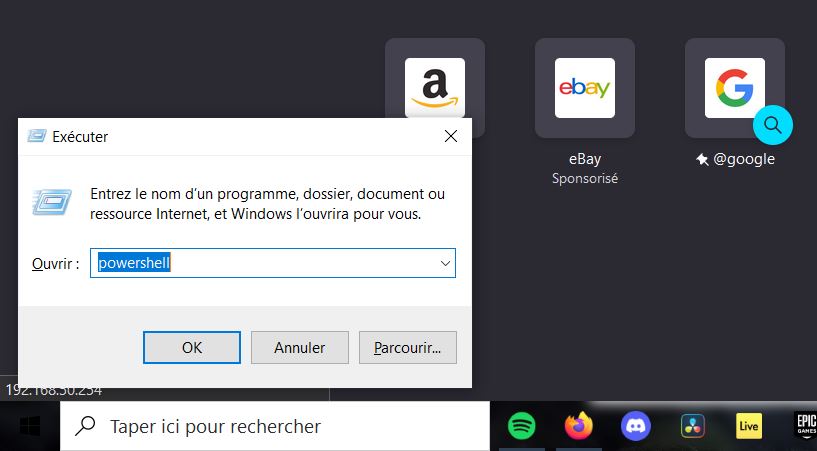 a
ebay
G
eBay
Sponsorisé
@google
Exécuter
Entrez le nom d'un programme, dossier, document ou
ressource Internet, et Windows l'ouvrira pour vous.
Ouvrir :
powershell
OK
Annuler
Parcourir...
192.168.50.254
Taper ici pour rechercher
Live
EPIC
GAMES